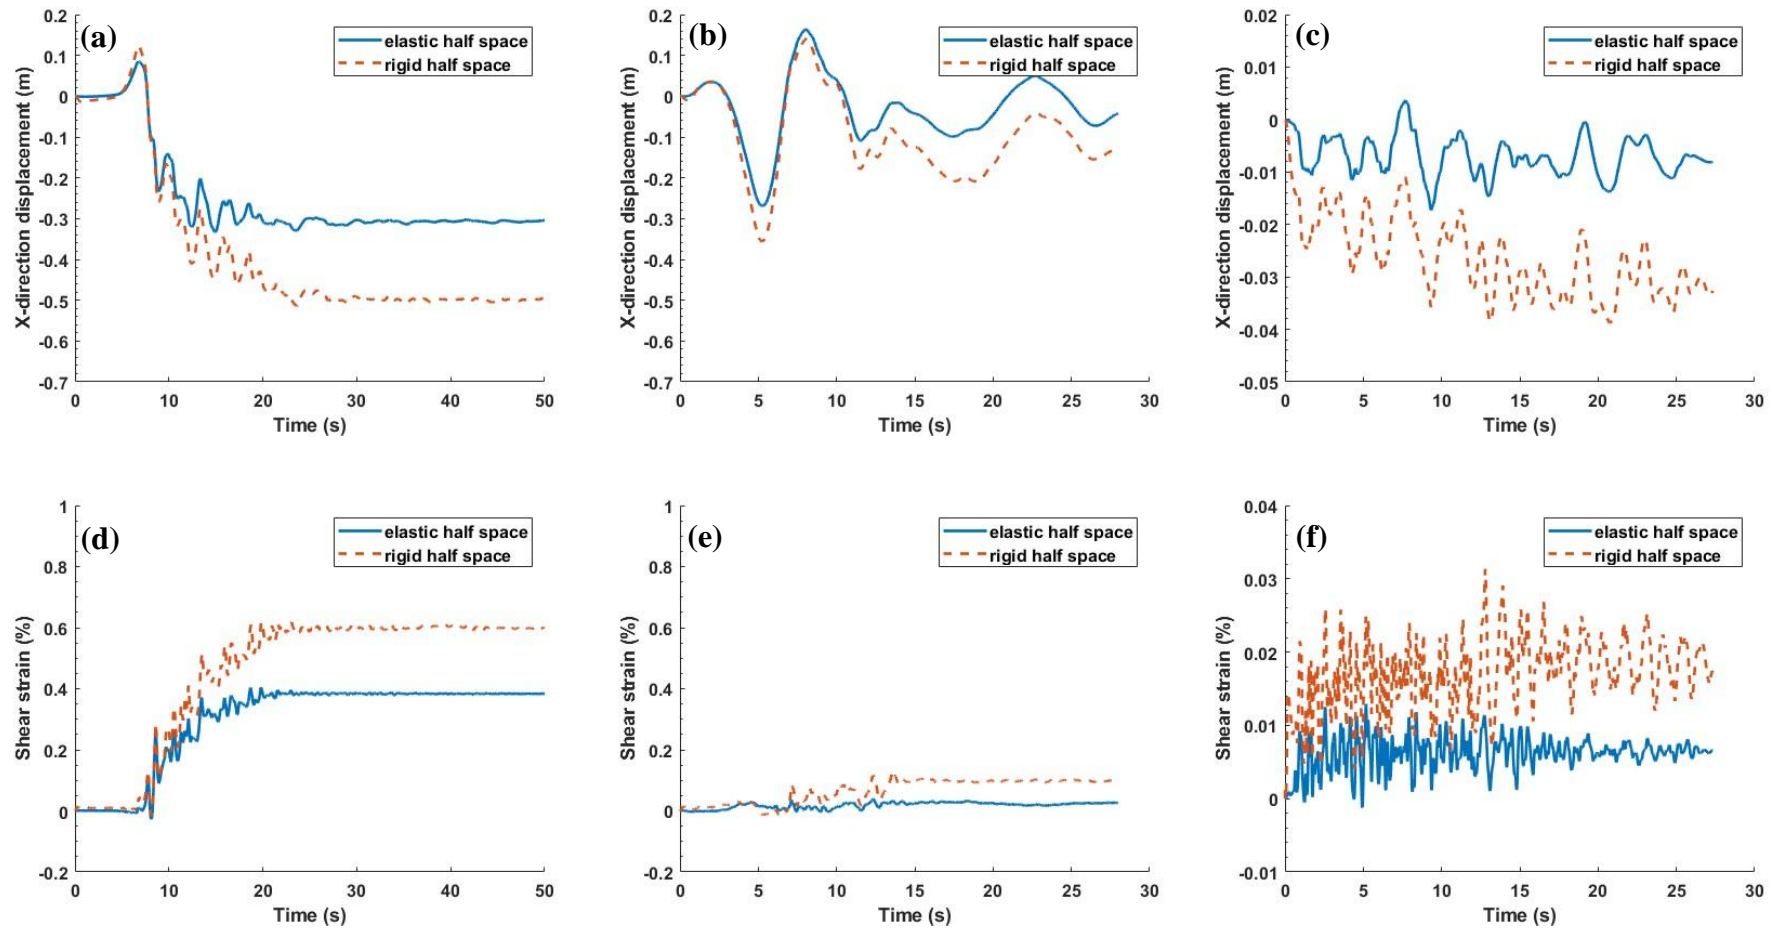 (a)
elastic half space
rigid half space
X-direction displacement (m)
0.2
0.1
0
-0.1
-0.2
-0.3
-0.4
-0.5
-0.6
-0.7
0 10 20 30 40 50
Time (s)
(b)
elastic half space
rigid half space
X-direction displacement (m)
0.2
0.1
0
-0.1
-0.2
-0.3
-0.4
-0.5
-0.6
-0.7
0 5 10 15 20 25 30
Time (s)
(c)
elastic half space
rigid half space
X-direction displacement (m)
0.02
0.01
0
-0.01
-0.02
-0.03
-0.04
-0.05
0 5 10 15 20 25 30
Time (s)
(d)
elastic half space
rigid half space
Shear strain (%)
1
0.8
0.6
0.4
0.2
0
-0.2
0 10 20 30 40 50
Time (s)
(e)
elastic half space
rigid half space
Shear strain (%)
1
0.8
0.6
0.4
0.2
0
-0.2
0 5 10 15 20 25 30
Time (s)
(f)
elastic half space
rigid half space
Shear strain (%)
0.04
0.03
0.02
0.01
0
-0.01
0 5 10 15 20 25 30
Time (s)